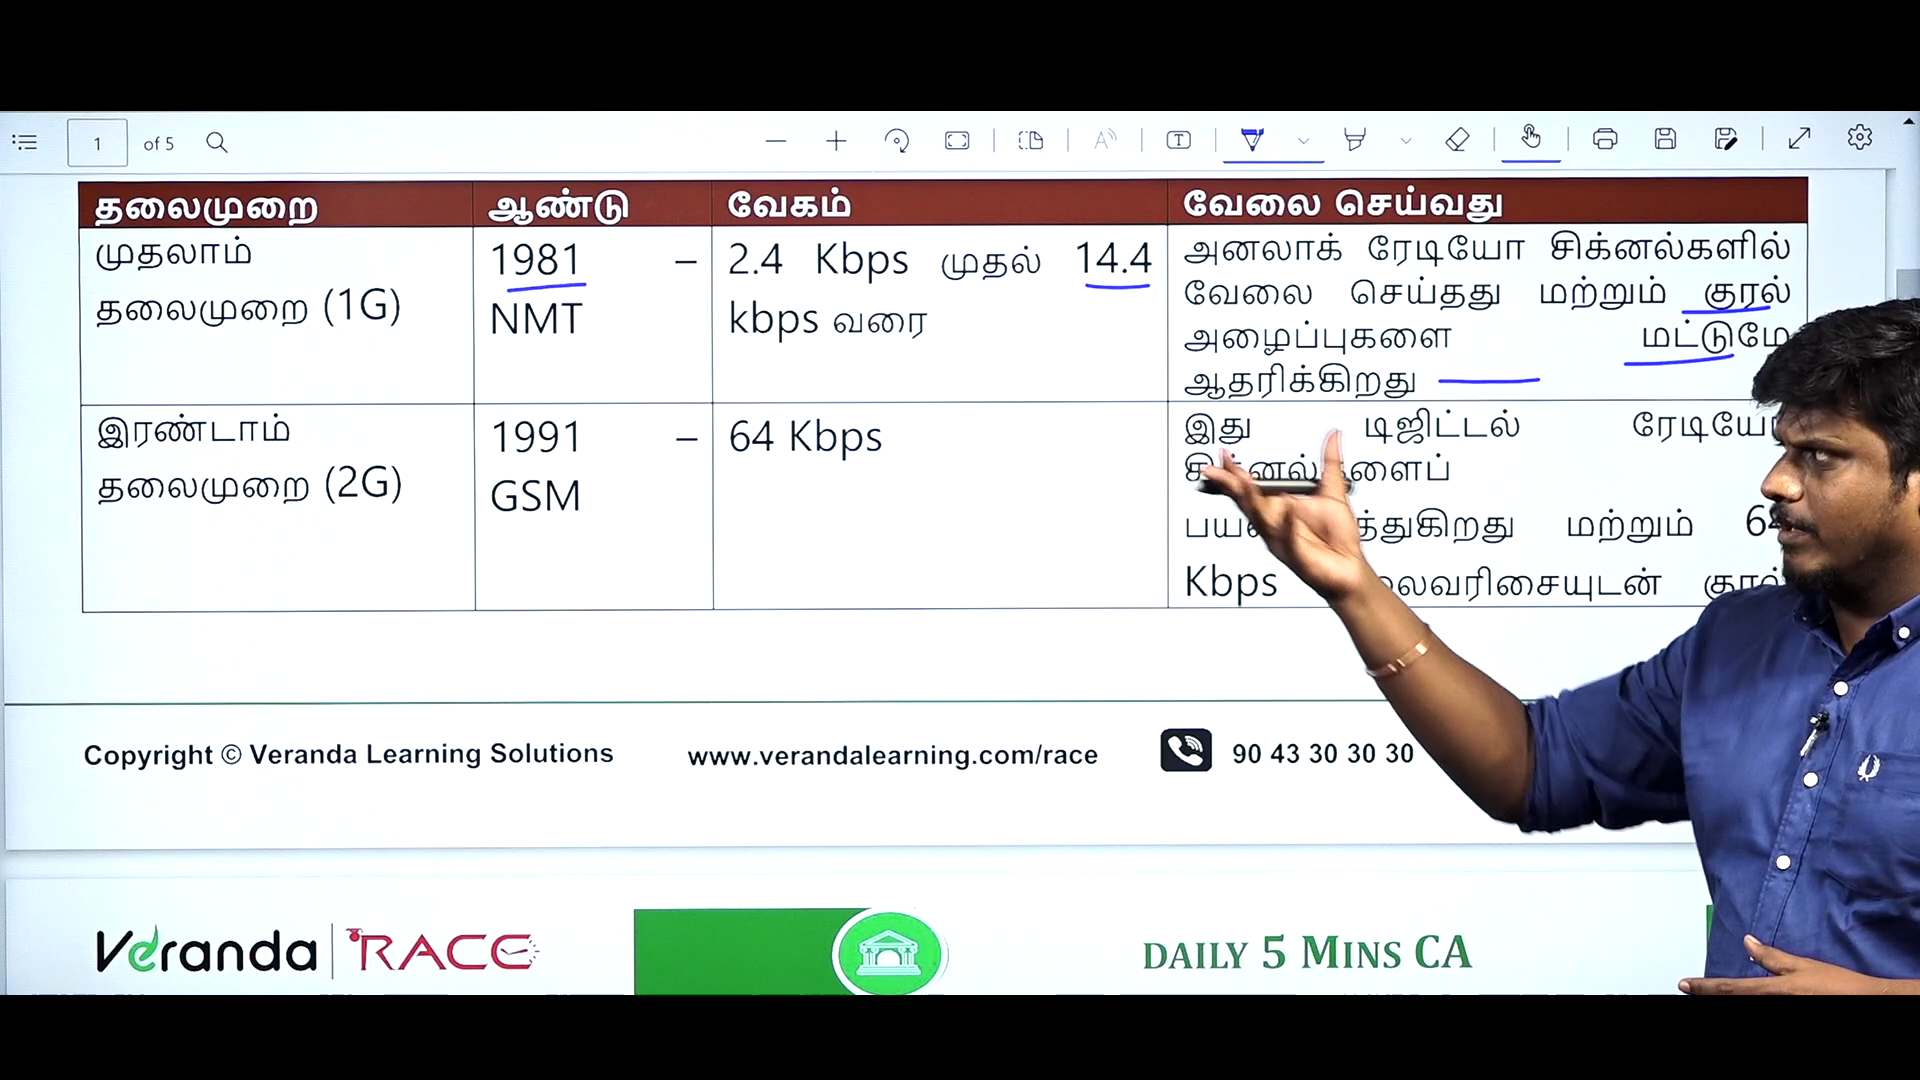 1 of 5
தலைமுறை ஆண்டு வேகம் வேலை செய்வது
முதலாம்
தலைமுறை (1G)
1981 –
NMT
2.4 Kbps முதல் 14.4
kbps வரை
அனலாக் ரேடியோ சிக்னல்களில்
வேலை செய்தது மற்றும் குரல்
அழைப்புகளை மட்டுமே
ஆதரிக்கிறது
இரண்டாம்
தலைமுறை (2G)
1991 –
GSM
64 Kbps
இது டிஜிட்டல்
மற்றும்
Kbps
Copyright © Veranda Learning Solutions www.verandalearning.com/race 90 43 30 30 30
Veranda RACE DAILY 5 MINS CA